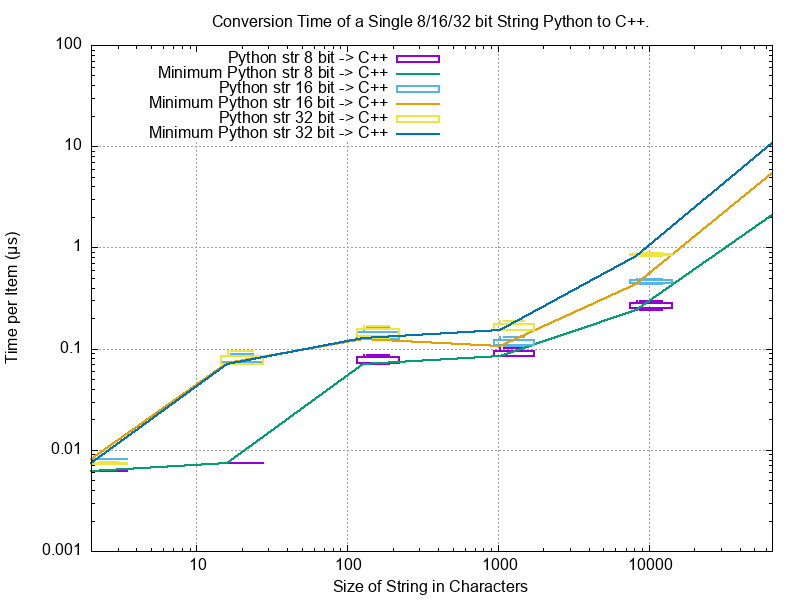 Conversion Time of a Single 8/16/32 bit String Python to C++.
Python str 8 bit -> C++
Minimum Python str 8 bit -> C++
Python str 16 bit -> C++
Minimum Python str 16 bit -> C++
Python str 32 bit -> C++
Minimum Python str 32 bit -> C++
100
10
1
0.1
0.01
0.001
Time per Item (µs)
10
100
1000
10000
Size of String in Characters